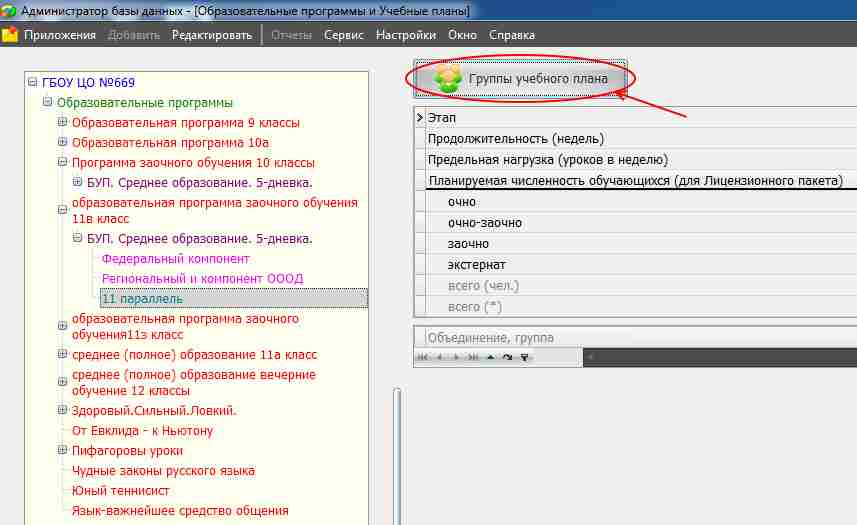 Администратор базы данных - [Образовательные программы и Учебные планы]
Приложения Добавить Редактировать Отчеты Сервис Настройки Окно Справка
ГБОУ ЦО №669
Образовательные программы
Образовательная программа 9 классы
Образовательная программа 10а
Программа заочного обучения 10 классы
БУП. Среднее образование. 5-дневка.
образовательная программа заочного обучения
11в класс
БУП. Среднее образование. 5-дневка.
Федеральный компонент
Региональный и компонент ОООД
11 параллель
образовательная программа заочного
обучения11з класс
среднее (полное) образование 11а класс
среднее (полное) образование вечерние
обучение 12 классы
Здоровый.Сильный.Ловкий.
От Евклида - к Ньютону
Пифагоровы уроки
Чудные законы русского языка
Юный теннисист
Язык-важнейшее средство общения
Группы учебного плана
Этап
Продолжительность (недель)
Предельная нагрузка (уроков в неделю)
Планируемая численность обучающихся (для Лицензионного пакета)
очно
очно-заочно
заочно
экстернат
всего (чел.)
всего (*)
Объединение, группа